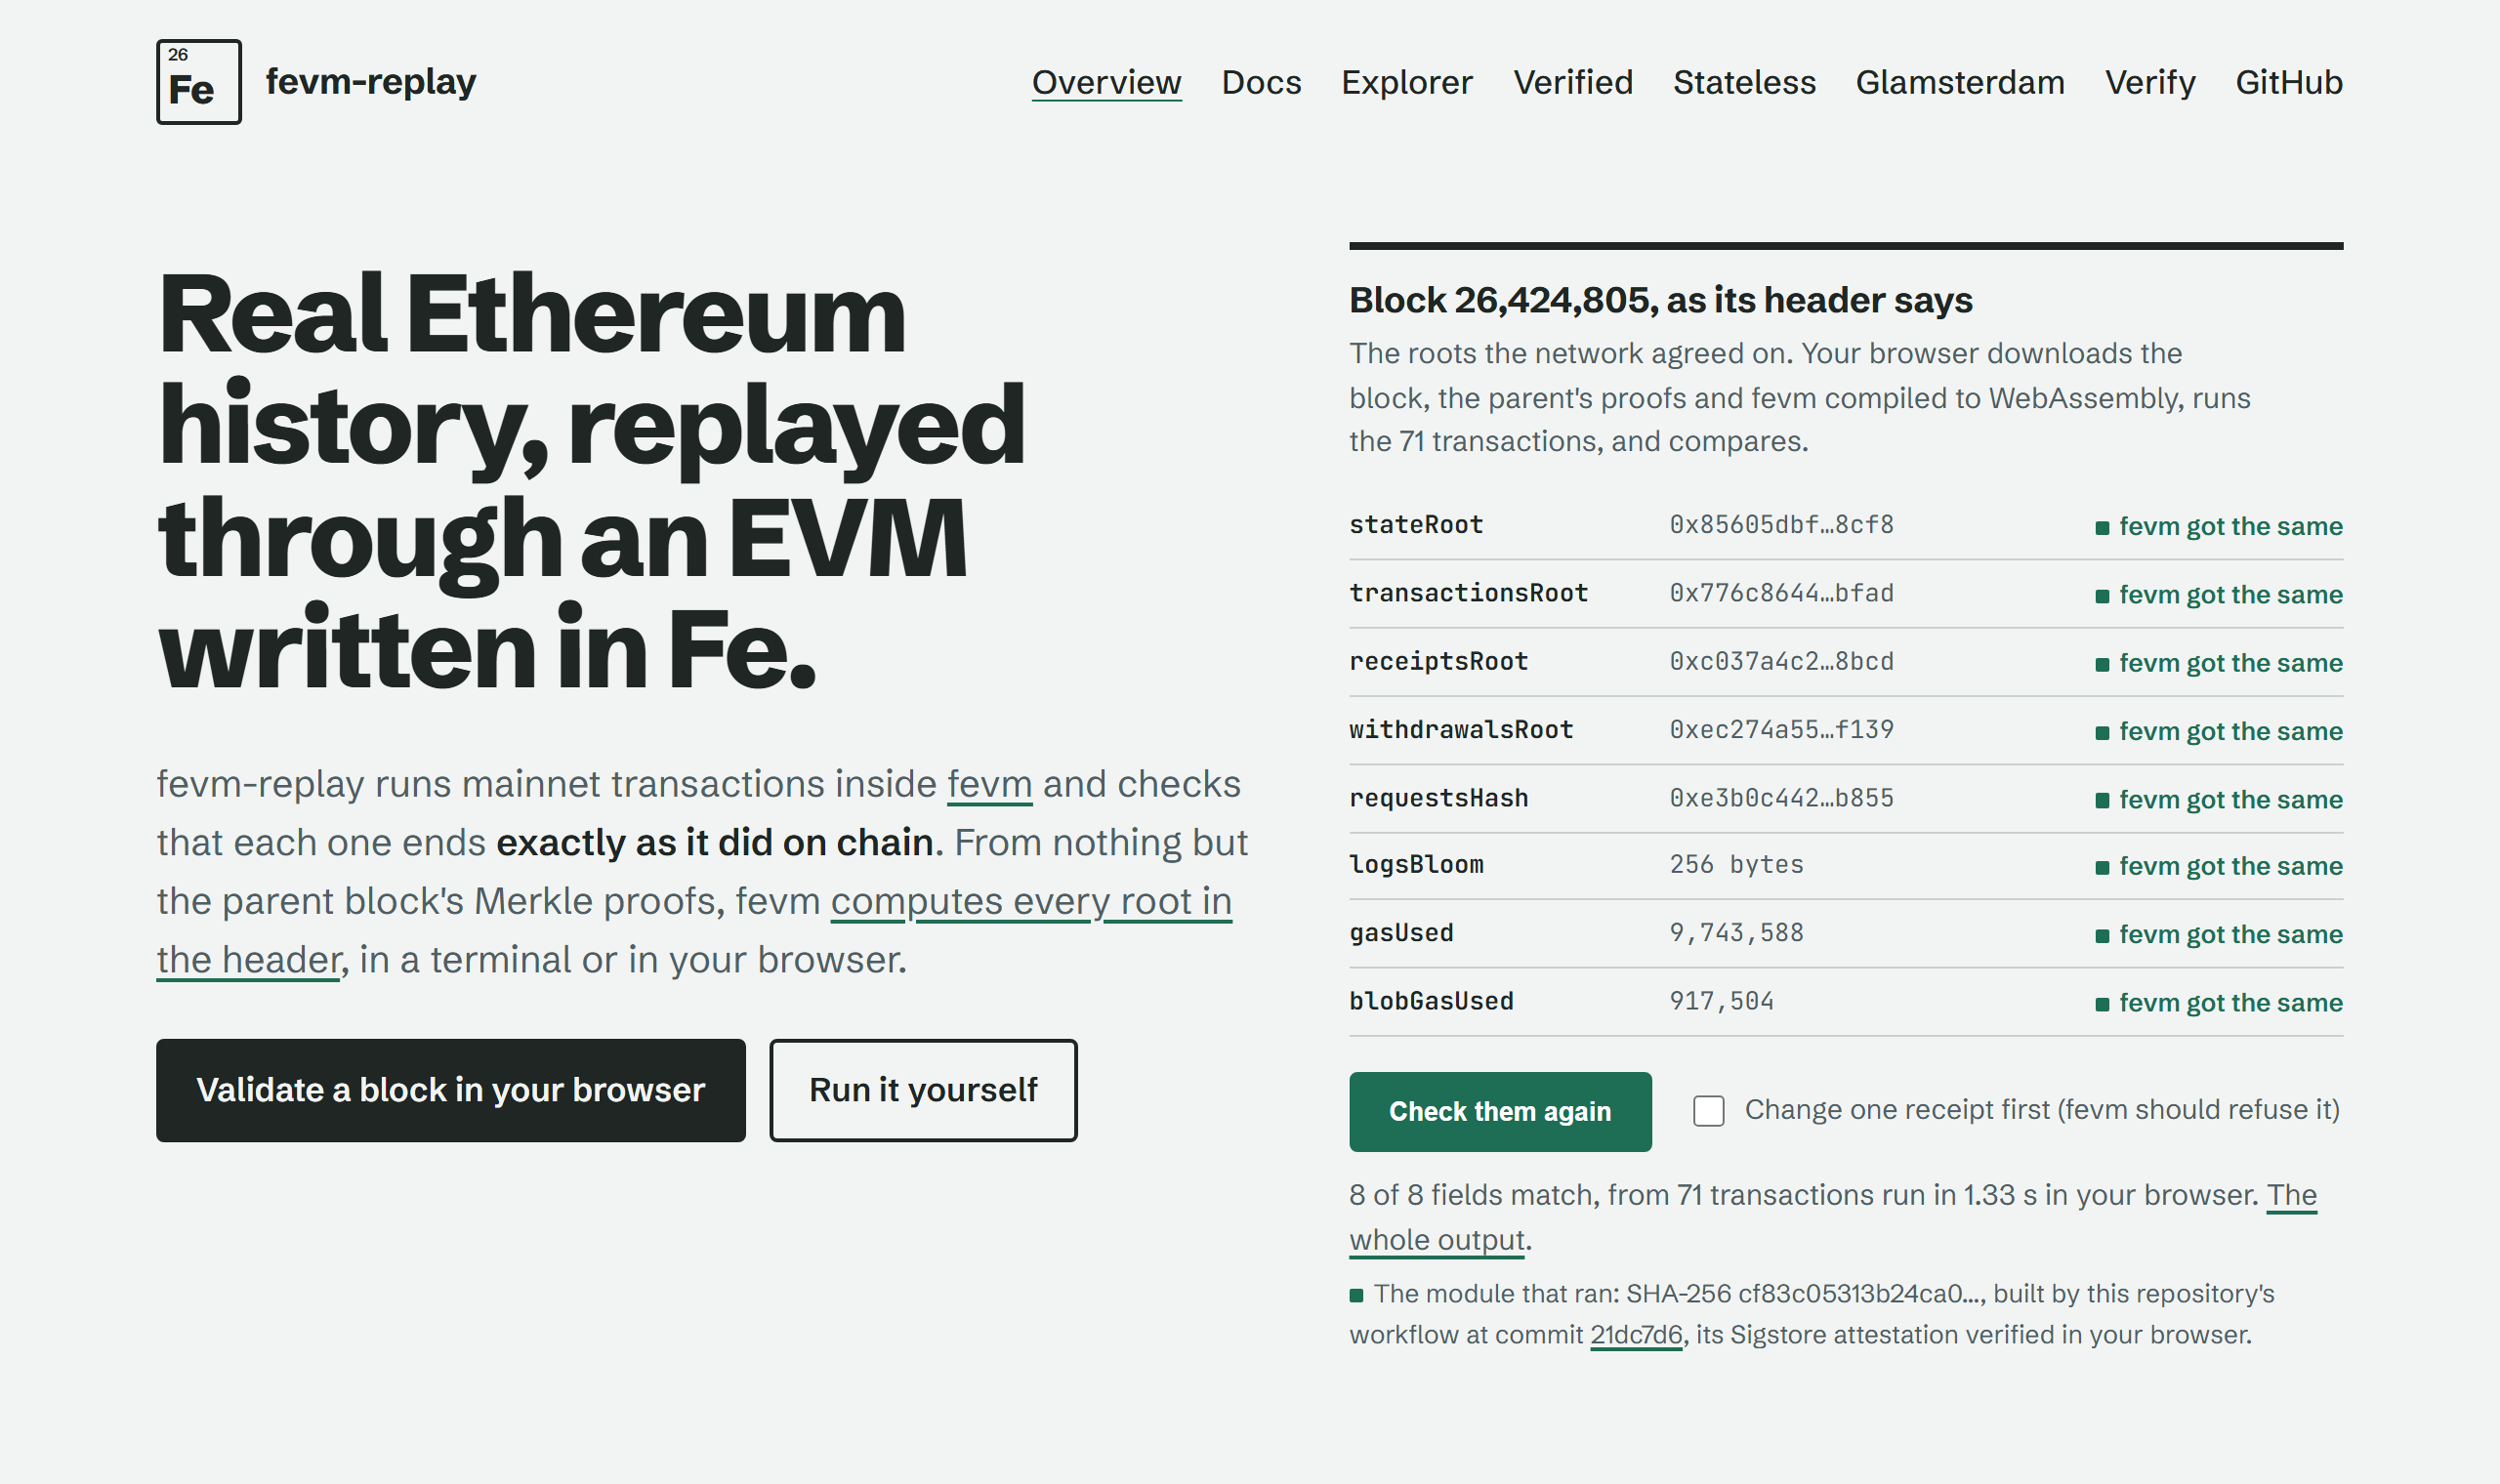 26
Fe
fevm-replay
Overview Docs Explorer Verified Stateless Glamsterdam Verify GitHub
Real Ethereum
history, replayed
through an EVM
written in Fe.
fevm-replay runs mainnet transactions inside fevm and checks
that each one ends exactly as it did on chain. From nothing but
the parent block's Merkle proofs, fevm computes every root in
the header, in a terminal or in your browser.
Validate a block in your browser
Run it yourself
Block 26,424,805, as its header says
The roots the network agreed on. Your browser downloads the
block, the parent's proofs and fevm compiled to WebAssembly, runs
the 71 transactions, and compares.
stateRoot 0x85605dbf…8cf8 fevm got the same
transactionsRoot 0x776c8644…bfad fevm got the same
receiptsRoot 0xc037a4c2…8bcd fevm got the same
withdrawalsRoot 0xec274a55…f139 fevm got the same
requestsHash 0xe3b0c442…b855 fevm got the same
logsBloom 256 bytes fevm got the same
gasUsed 9,743,588 fevm got the same
blobGasUsed 917,504 fevm got the same
Check them again
Change one receipt first (fevm should refuse it)
8 of 8 fields match, from 71 transactions run in 1.33 s in your browser. The
whole output.
The module that ran: SHA-256 cf83c05313b24ca0…, built by this repository's
workflow at commit 21dc7d6, its Sigstore attestation verified in your browser.